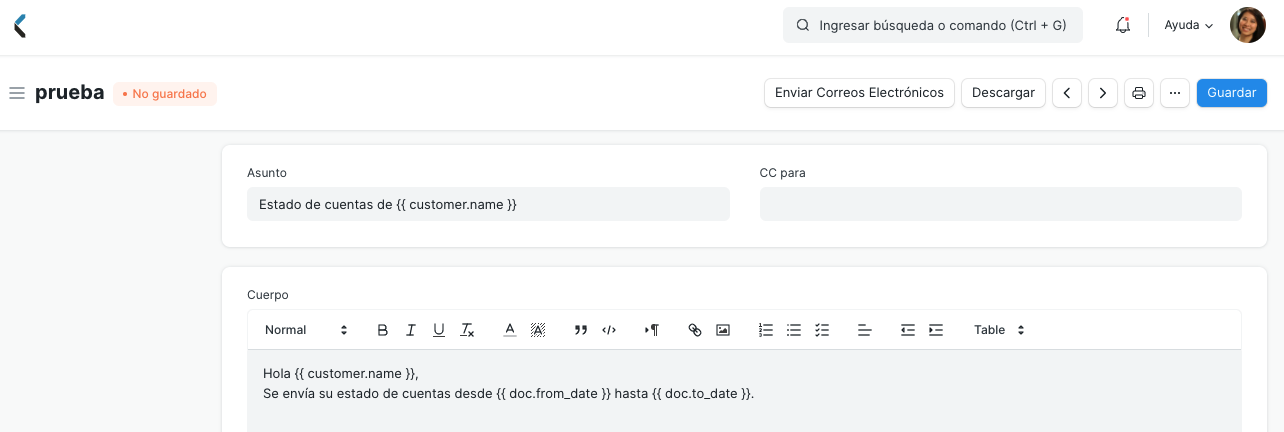 Ingresar búsqueda o comando (Ctrl + G)
Ayuda
prueba
• No guardado
Enviar Correos Electrónicos
Descargar
Guardar
Asunto
CC para
Estado de cuentas de {{ customer.name }}
Cuerpo
Normal
Table
Hola {{ customer.name }},
Se envía su estado de cuentas desde {{ doc.from_date }} hasta {{ doc.to_date }}.